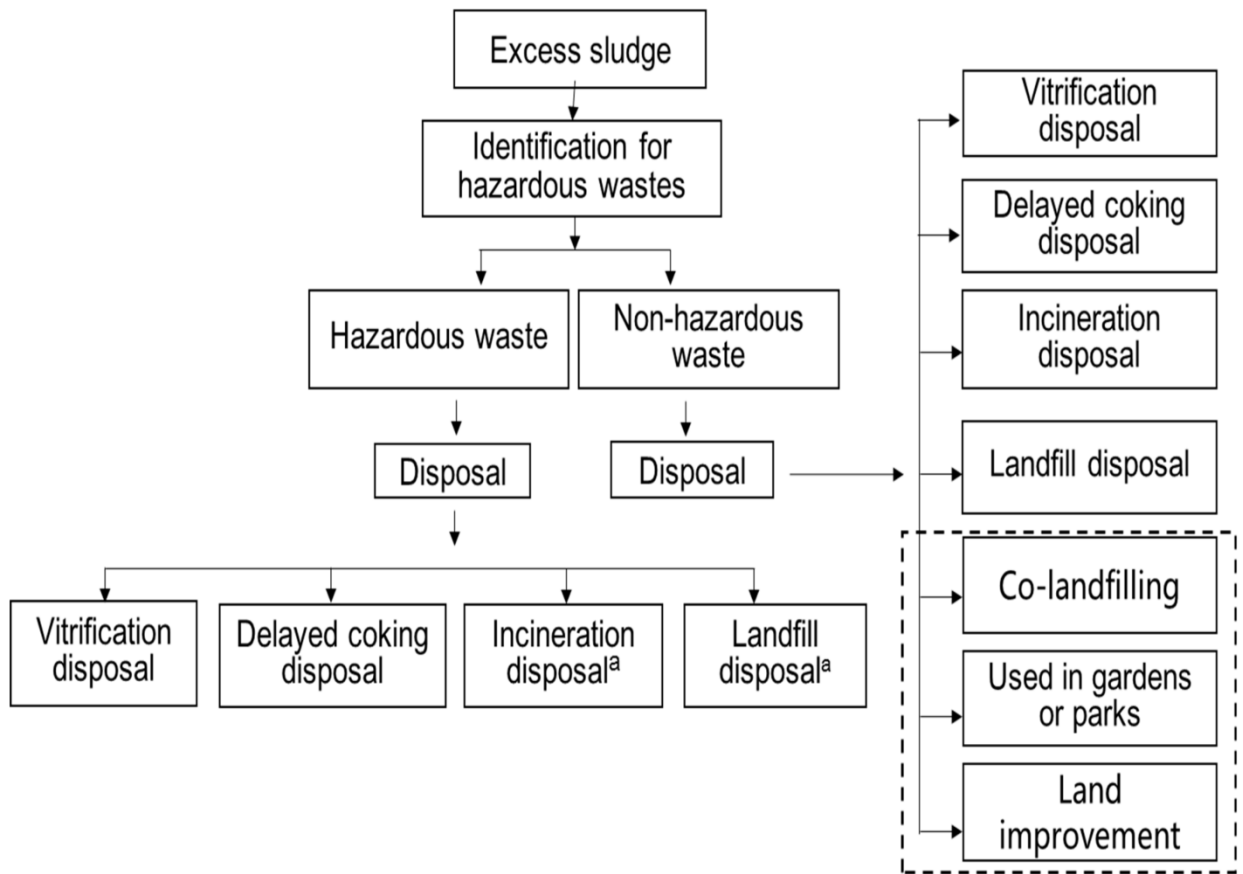 Excess sludge
Identification for
hazardous wastes
Hazardous waste
Non-hazardous
waste
Disposal
Disposal
Vitrification
disposal
Delayed coking
disposal
Incineration
disposalᵃ
Landfill
disposalᵃ
Vitrification
disposal
Delayed coking
disposal
Incineration
disposal
Landfill disposal
Co-landfilling
Used in gardens
or parks
Land
improvement